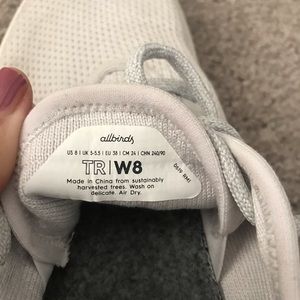 allbirds
US 8 | UK 5-5.5 | EU 38 | CM 24 | CHN 240/90
TR | W8
Made in China from sustainably
harvested trees. Wash on
delicate. Air Dry.